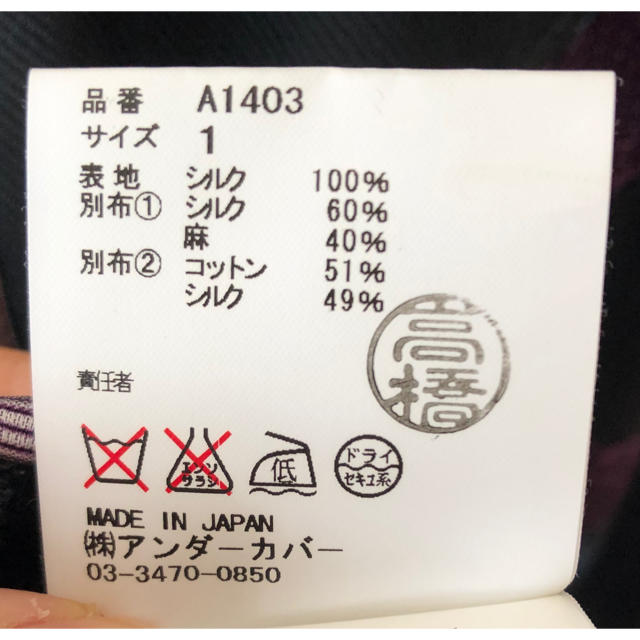 品番 A1403
サイズ 1
表地 シルク 100%
別布① シルク 60%
麻 40%
別布② コットン 51%
シルク 49%
高橋
責任者
エンソ
サラシ
低
ドライ
セキユ系
MADE IN JAPAN
㈱アンダーカバー
03-3470-0850